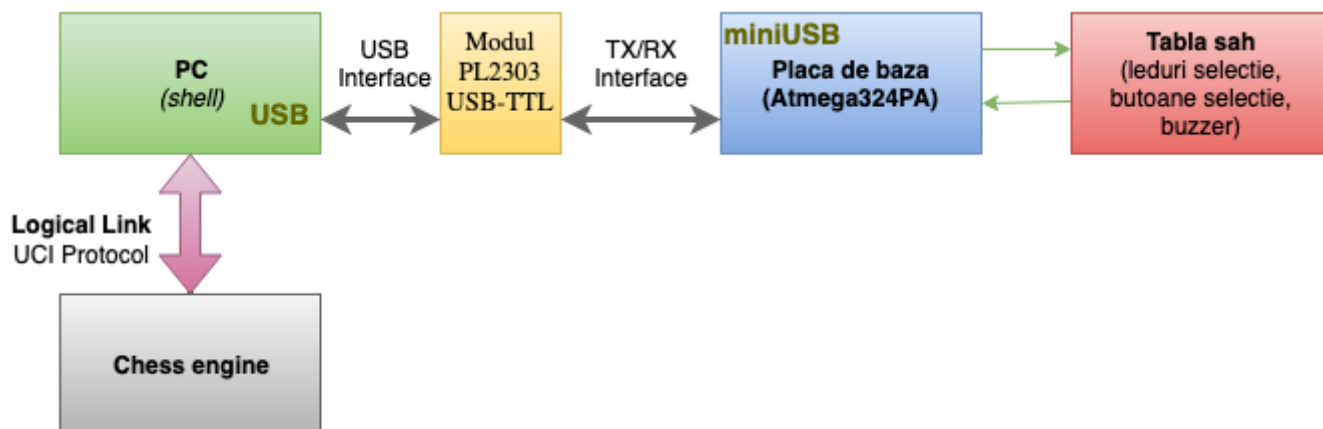 PC
(shell)
USB
USB
Interface
Modul
PL2303
USB-TTL
TX/RX
Interface
miniUSB
Placa de baza
(Atmega324PA)
Tabla sah
(leduri selectie,
butoane selectie,
buzzer)
Logical Link
UCI Protocol
Chess engine